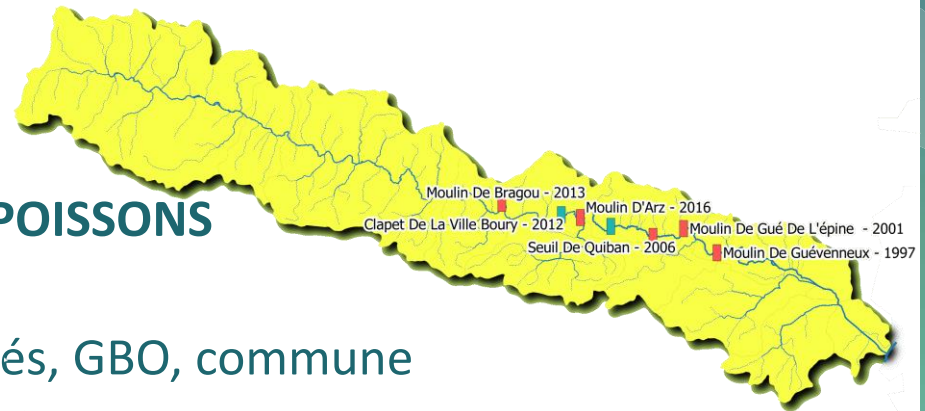 Moulin De Bragou - 2013
POISSONS
Moulin D'Arz - 2016
Clapet De La Ville Boury - 2012
Moulin De Gué De L'épine - 2001
Seuil De Quiban - 2006
Moulin De Guévenneux - 1997
és, GBO, commune